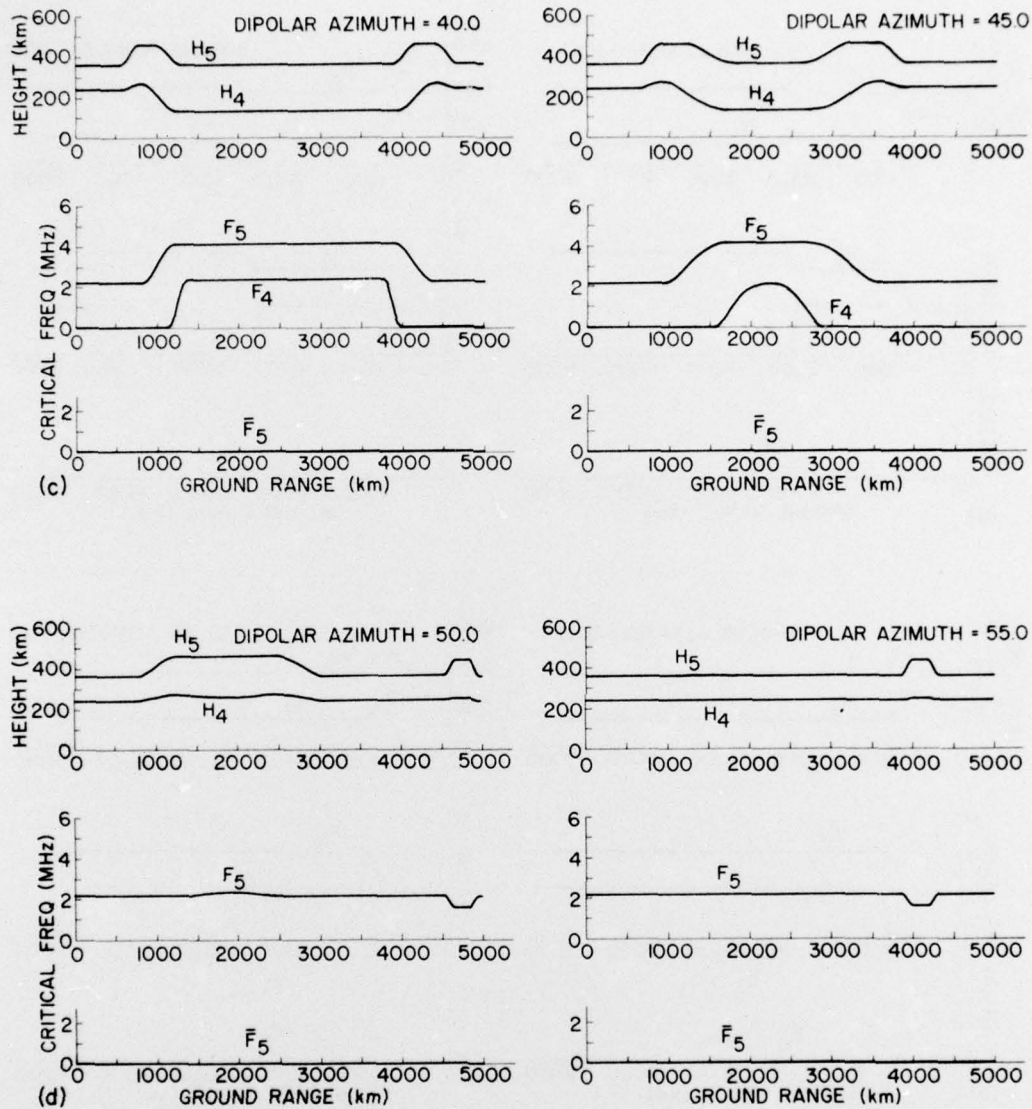 DIPOLAR AZIMUTH = 40.0
HEIGHT (km)
600
400
200
0
H5
H4
0 1000 2000 3000 4000 5000
CRITICAL FREQ (MHz)
6
4
2
0
F5
F4
0 1000 2000 3000 4000 5000
2
0
F̄5
0 1000 2000 3000 4000 5000
(c) GROUND RANGE (km)
DIPOLAR AZIMUTH = 45.0
600
400
200
0
H5
H4
0 1000 2000 3000 4000 5000
6
4
2
0
F5
F4
0 1000 2000 3000 4000 5000
2
0
F̄5
0 1000 2000 3000 4000 5000
GROUND RANGE (km)
DIPOLAR AZIMUTH = 50.0
HEIGHT (km)
600
400
200
0
H5
H4
0 1000 2000 3000 4000 5000
CRITICAL FREQ (MHz)
6
4
2
0
F5
0 1000 2000 3000 4000 5000
2
0
F̄5
0 1000 2000 3000 4000 5000
(d) GROUND RANGE (km)
DIPOLAR AZIMUTH = 55.0
600
400
200
0
H5
H4
0 1000 2000 3000 4000 5000
6
4
2
0
F5
0 1000 2000 3000 4000 5000
2
0
F̄5
0 1000 2000 3000 4000 5000
GROUND RANGE (km)